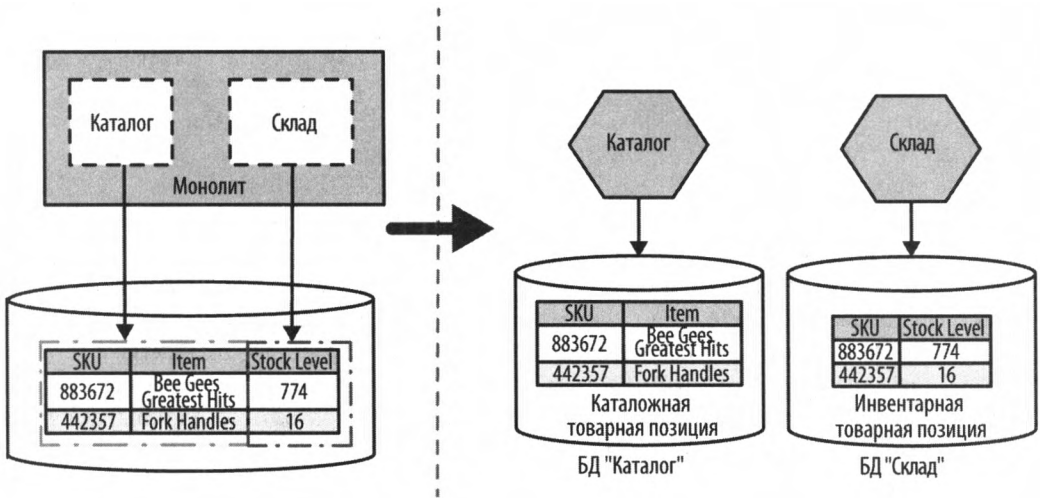 Каталог
Склад
Монолит
SKU Item Stock Level
883672 Bee Gees Greatest Hits 774
442357 Fork Handles 16
Каталог
SKU Item
883672 Bee Gees Greatest Hits
442357 Fork Handles
Каталожная
товарная позиция
БД "Каталог"
Склад
SKU Stock Level
883672 774
442357 16
Инвентарная
товарная позиция
БД "Склад"